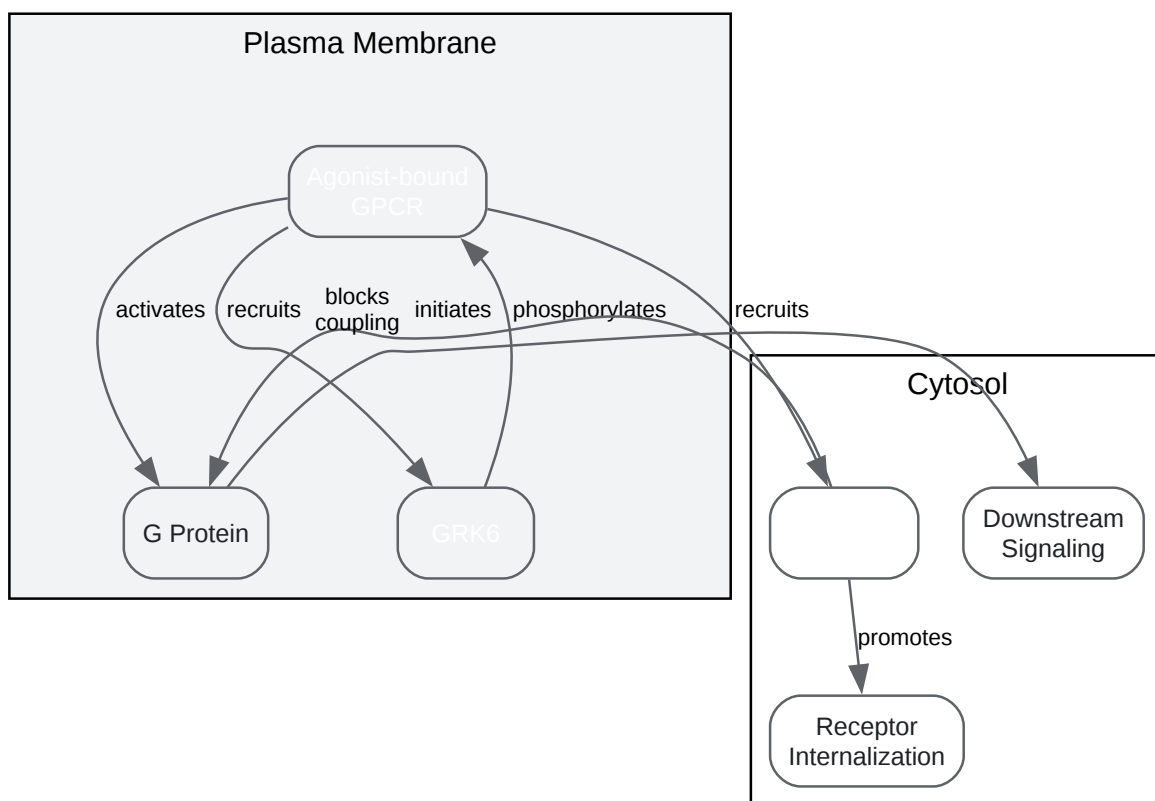 Plasma Membrane
Agonist-bound
GPCR
activates
recruits
blocks
coupling
initiates
phosphorylates
recruits
Cytosol
G Protein
GRK6
Downstream
Signaling
promotes
Receptor
Internalization